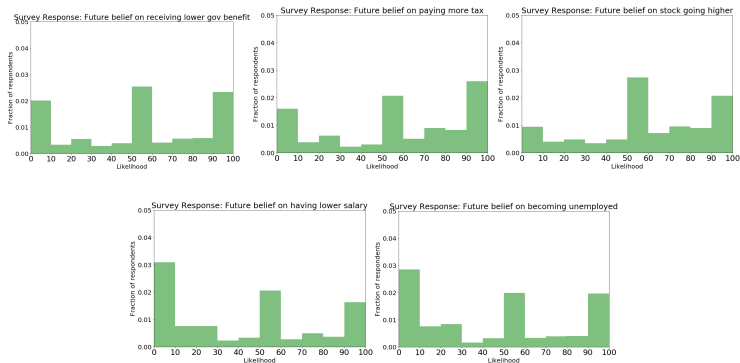 Survey Response: Future belief on receiving lower gov benefit
0.05
0.04
0.03
0.02
0.01
0.00
Fraction of respondents
0 10 20 30 40 50 60 70 80 90 100
Likelihood
Survey Response: Future belief on paying more tax
0.05
0.04
0.03
0.02
0.01
0.00
Fraction of respondents
0 10 20 30 40 50 60 70 80 90 100
Likelihood
Survey Response: Future belief on stock going higher
0.05
0.04
0.03
0.02
0.01
0.00
Fraction of respondents
0 10 20 30 40 50 60 70 80 90 100
Likelihood
Survey Response: Future belief on having lower salary
0.05
0.04
0.03
0.02
0.01
0.00
Fraction of respondents
0 10 20 30 40 50 60 70 80 90 100
Likelihood
Survey Response: Future belief on becoming unemployed
0.05
0.04
0.03
0.02
0.01
0.00
Fraction of respondents
0 10 20 30 40 50 60 70 80 90 100
Likelihood